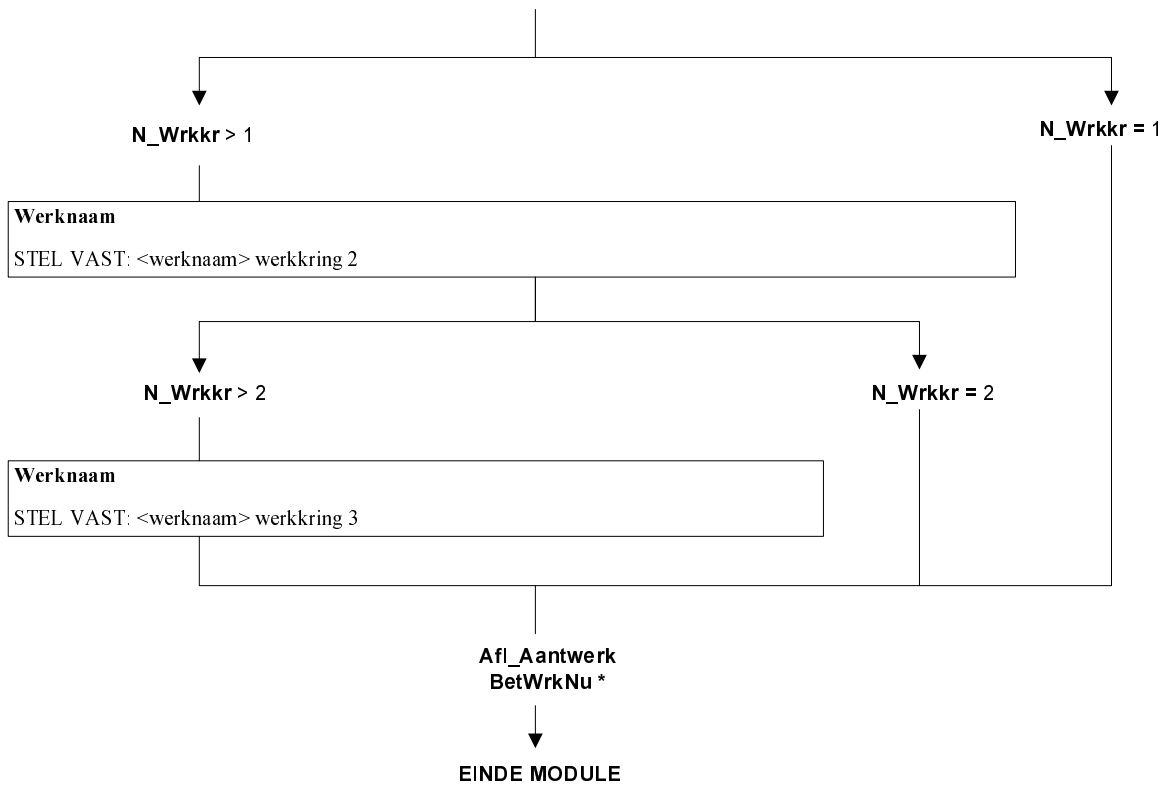 N_Wrkkr > 1
N_Wrkkr = 1
Werknaam
STEL VAST: <werknaam> werkkring 2
N_Wrkkr > 2
N_Wrkkr = 2
Werknaam
STEL VAST: <werknaam> werkkring 3
Afl_Aantwerk
BetWrkNu *
EINDE MODULE